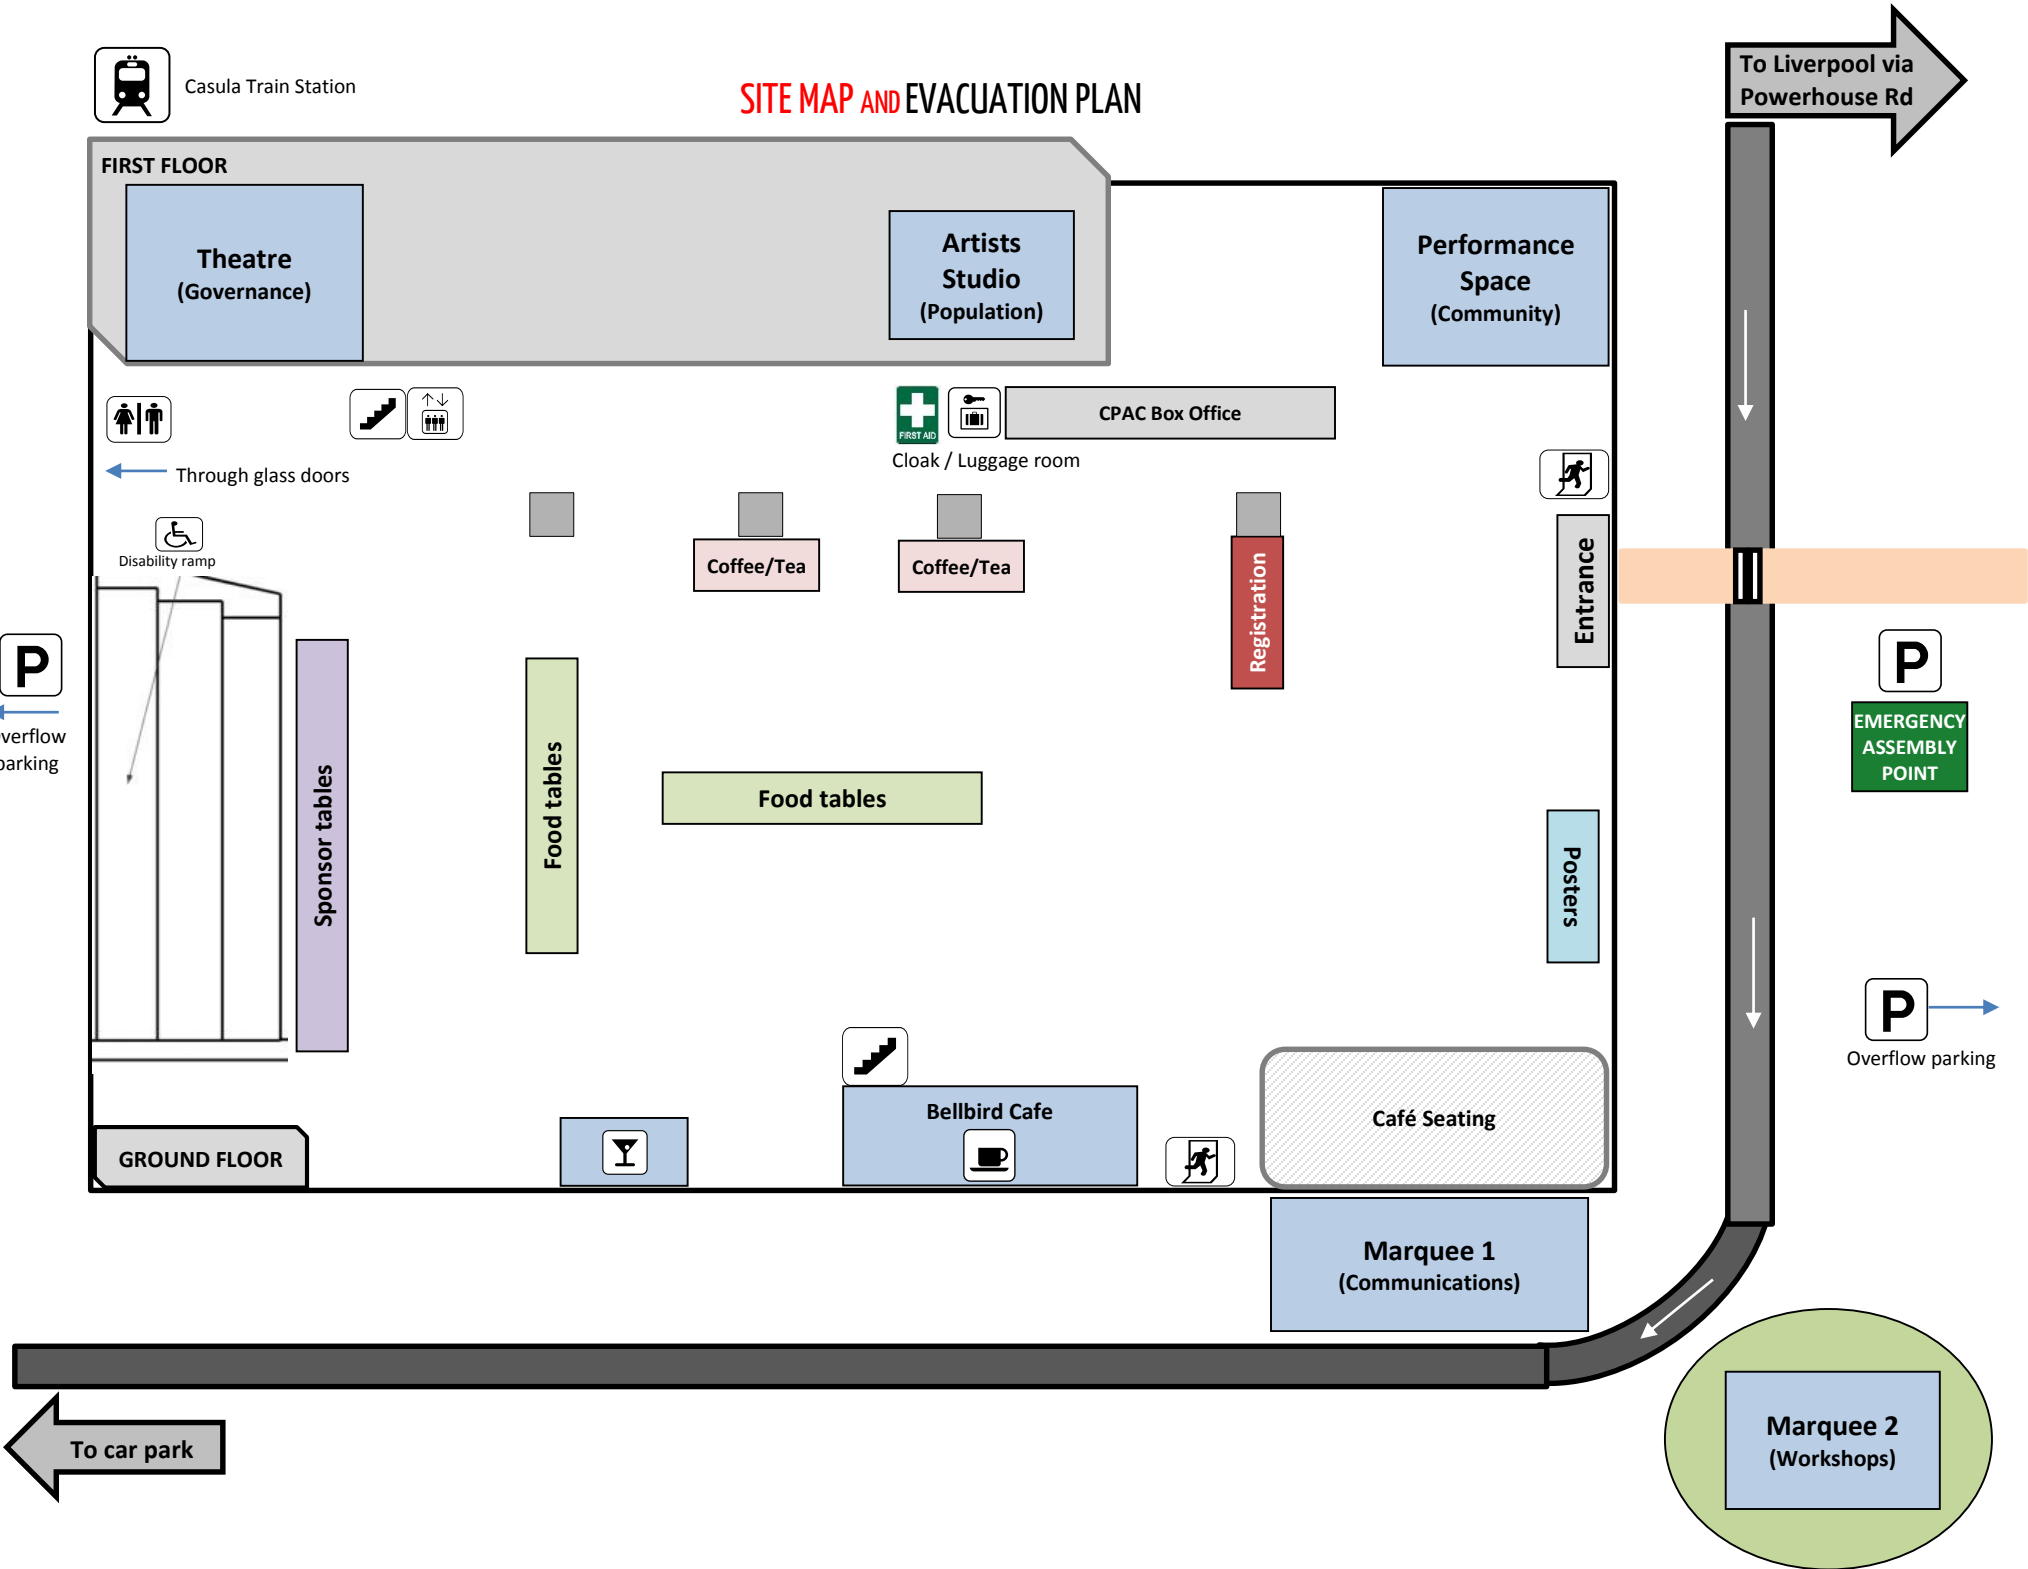 Casula Train Station
SITE MAP AND EVACUATION PLAN
To Liverpool via
Powerhouse Rd
FIRST FLOOR
Theatre
(Governance)
Artists
Studio
(Population)
Performance
Space
(Community)
FIRST AID
CPAC Box Office
Cloak / Luggage room
Through glass doors
Disability ramp
Coffee/Tea
Coffee/Tea
Registration
Entrance
P
verflow
parking
P
EMERGENCY
ASSEMBLY
POINT
Sponsor tables
Food tables
Food tables
Posters
P
Overflow parking
Bellbird Cafe
Café Seating
GROUND FLOOR
Marquee 1
(Communications)
To car park
Marquee 2
(Workshops)